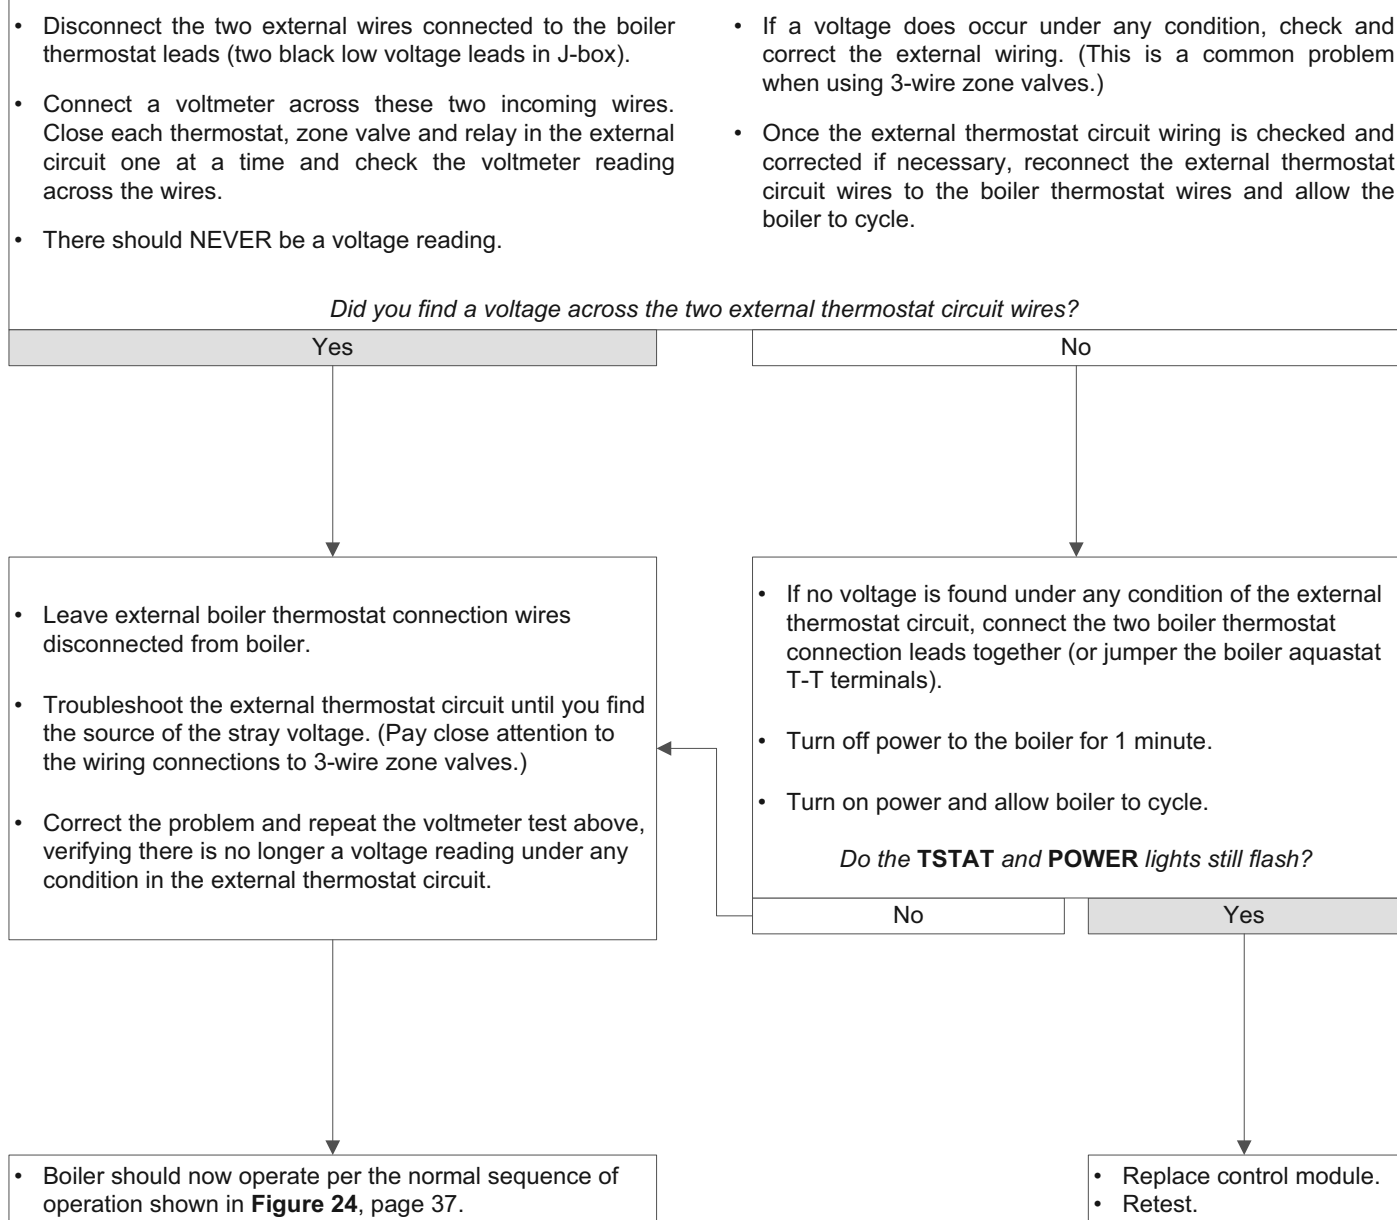 • Disconnect the two external wires connected to the boiler
thermostat leads (two black low voltage leads in J-box).
• Connect a voltmeter across these two incoming wires.
Close each thermostat, zone valve and relay in the external
circuit one at a time and check the voltmeter reading
across the wires.
• There should NEVER be a voltage reading.
• If a voltage does occur under any condition, check and
correct the external wiring. (This is a common problem
when using 3-wire zone valves.)
• Once the external thermostat circuit wiring is checked and
corrected if necessary, reconnect the external thermostat
circuit wires to the boiler thermostat wires and allow the
boiler to cycle.
Did you find a voltage across the two external thermostat circuit wires?
Yes
No
• Leave external boiler thermostat connection wires
disconnected from boiler.
• Troubleshoot the external thermostat circuit until you find
the source of the stray voltage. (Pay close attention to
the wiring connections to 3-wire zone valves.)
• Correct the problem and repeat the voltmeter test above,
verifying there is no longer a voltage reading under any
condition in the external thermostat circuit.
• If no voltage is found under any condition of the external
thermostat circuit, connect the two boiler thermostat
connection leads together (or jumper the boiler aquastat
T-T terminals).
• Turn off power to the boiler for 1 minute.
• Turn on power and allow boiler to cycle.
Do the TSTAT and POWER lights still flash?
No
Yes
• Boiler should now operate per the normal sequence of
operation shown in Figure 24, page 37.
• Replace control module.
• Retest.